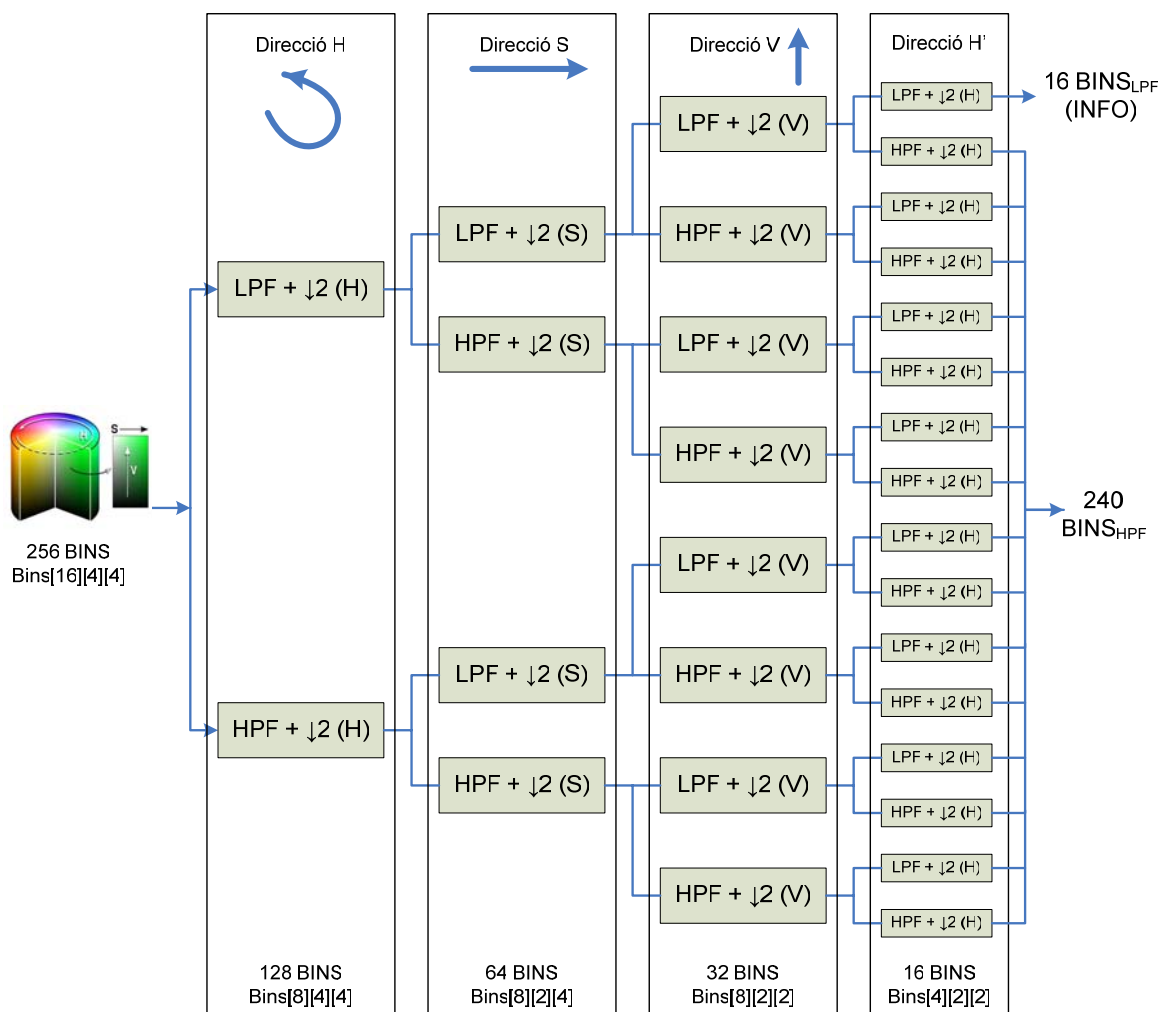 Direcció H
Direcció S
Direcció V
Direcció H'
LPF + ↓2 (H)
HPF + ↓2 (H)
LPF + ↓2 (S)
HPF + ↓2 (S)
LPF + ↓2 (S)
HPF + ↓2 (S)
LPF + ↓2 (V)
HPF + ↓2 (V)
LPF + ↓2 (V)
HPF + ↓2 (V)
LPF + ↓2 (V)
HPF + ↓2 (V)
LPF + ↓2 (V)
HPF + ↓2 (V)
LPF + ↓2 (H)
HPF + ↓2 (H)
LPF + ↓2 (H)
HPF + ↓2 (H)
LPF + ↓2 (H)
HPF + ↓2 (H)
LPF + ↓2 (H)
HPF + ↓2 (H)
LPF + ↓2 (H)
HPF + ↓2 (H)
LPF + ↓2 (H)
HPF + ↓2 (H)
LPF + ↓2 (H)
HPF + ↓2 (H)
LPF + ↓2 (H)
HPF + ↓2 (H)
16 BINS_LPF
(INFO)
240
BINS_HPF
H
S
V
256 BINS
Bins[16][4][4]
128 BINS
Bins[8][4][4]
64 BINS
Bins[8][2][4]
32 BINS
Bins[8][2][2]
16 BINS
Bins[4][2][2]